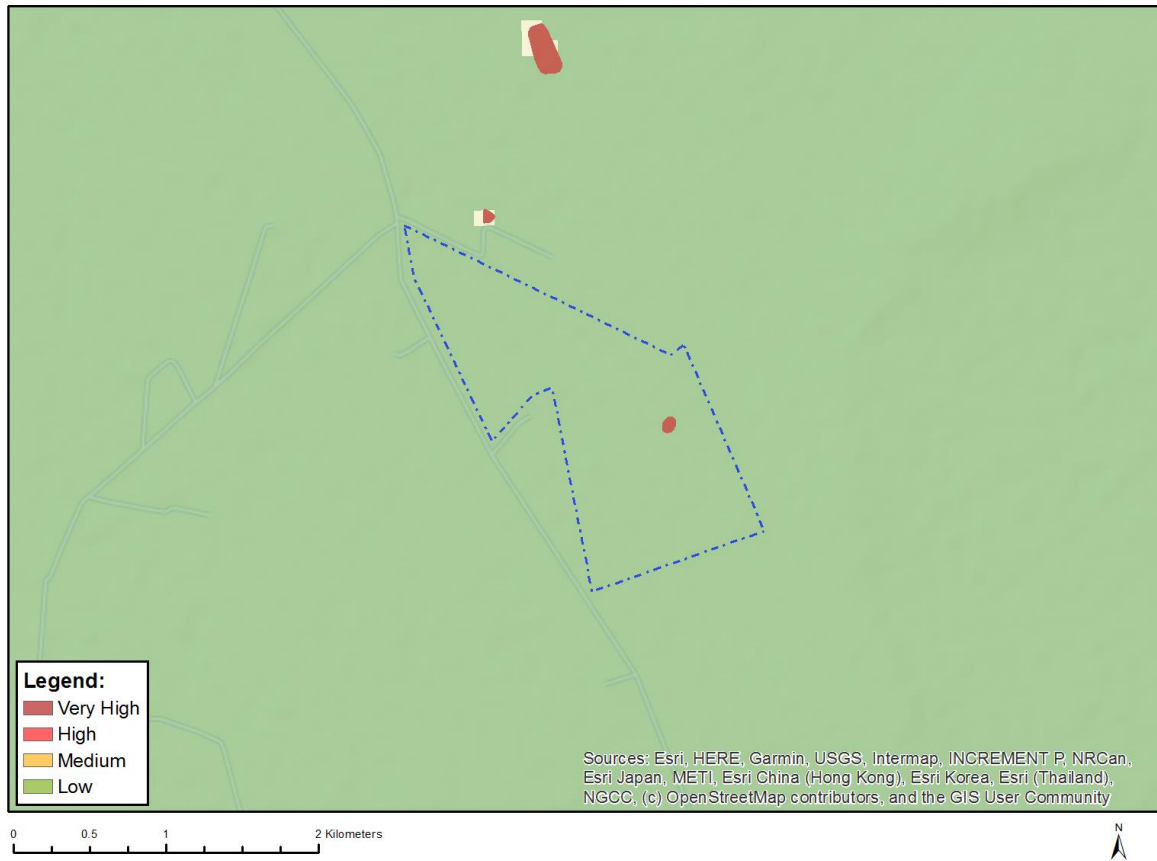 Legend:
Very High
High
Medium
Low
Sources: Esri, HERE, Garmin, USGS, Intermap, INCREMENT P, NRCan,
Esri Japan, METI, Esri China (Hong Kong), Esri Korea, Esri (Thailand),
NGCC, (c) OpenStreetMap contributors, and the GIS User Community
0 0.5 1 2 Kilometers
N